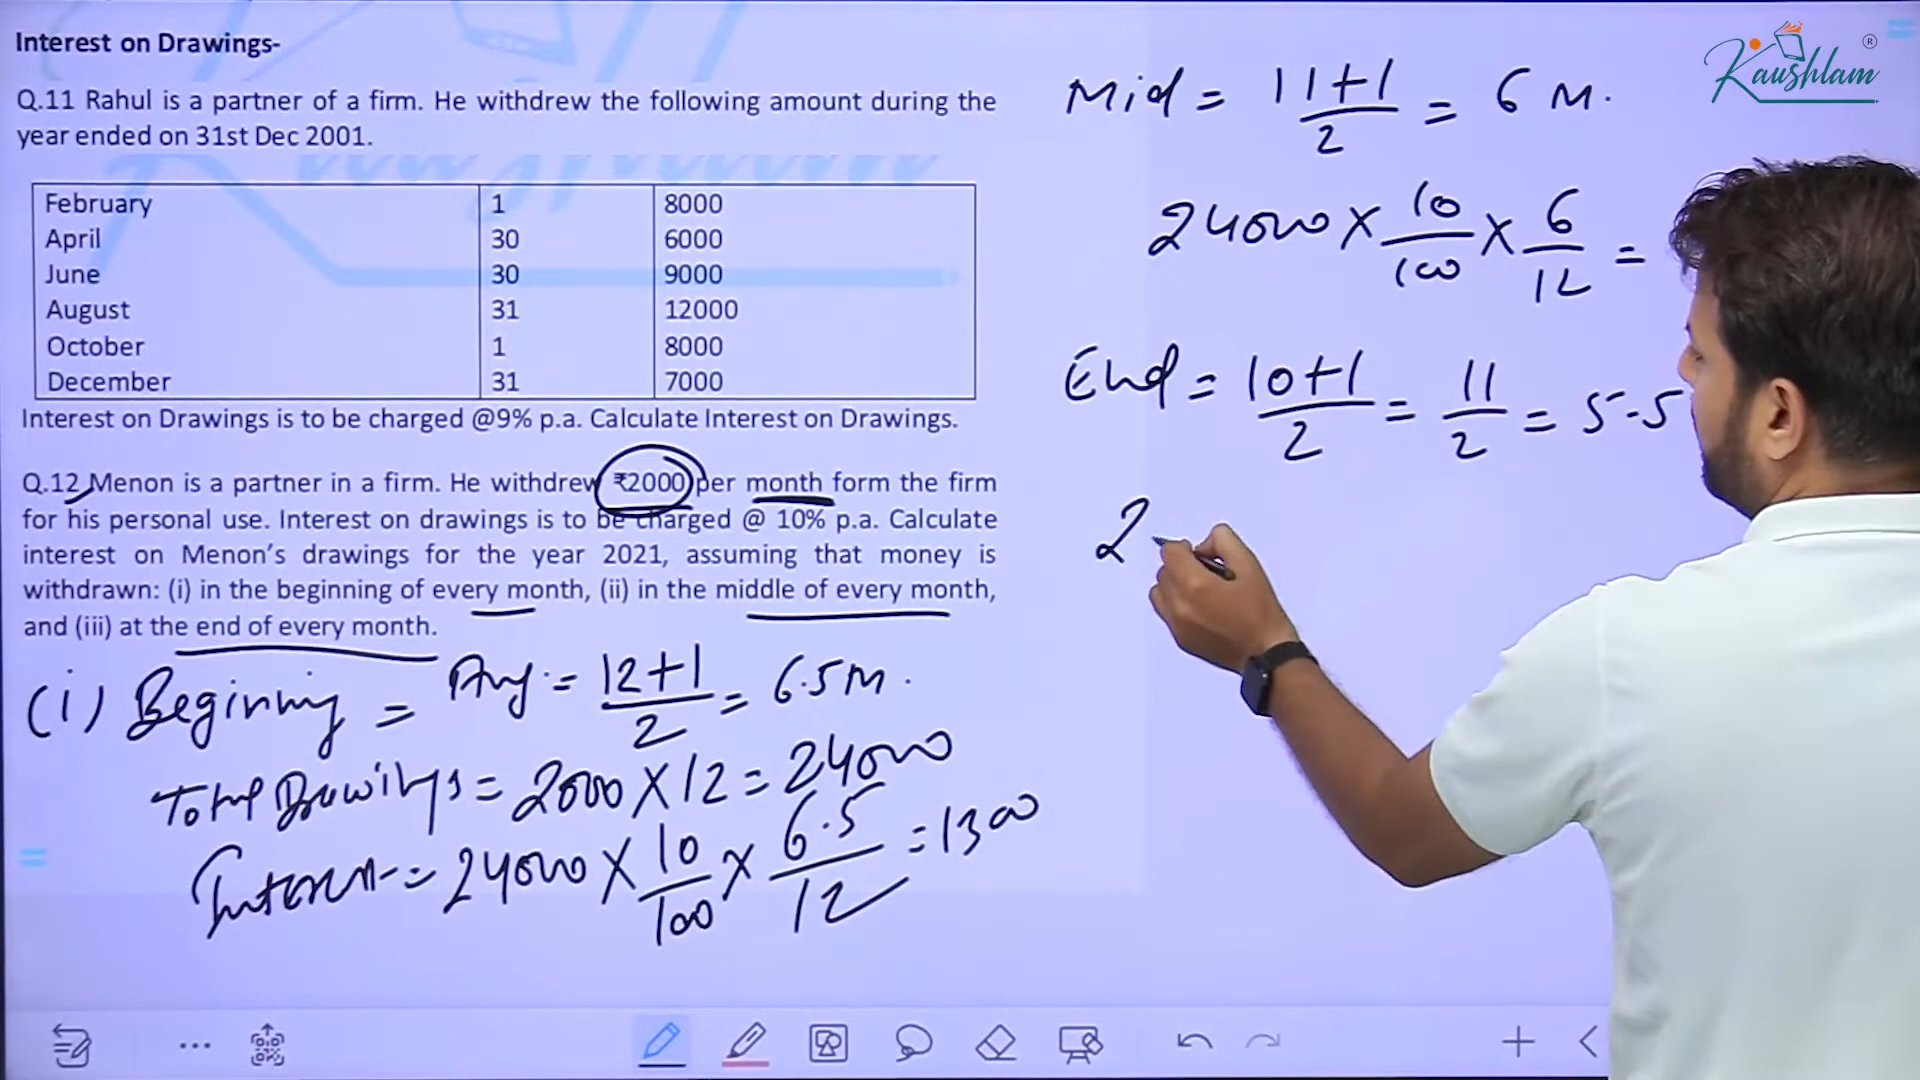 Interest on Drawings-
Q.11 Rahul is a partner of a firm. He withdrew the following amount during the
year ended on 31st Dec 2001.
February 1 8000
April 30 6000
June 30 9000
August 31 12000
October 1 8000
December 31 7000
Interest on Drawings is to be charged @9% p.a. Calculate Interest on Drawings.
Q.12 Menon is a partner in a firm. He withdrew ₹2000 per month form the firm
for his personal use. Interest on drawings is to be charged @ 10% p.a. Calculate
interest on Menon's drawings for the year 2021, assuming that money is
withdrawn: (i) in the beginning of every month, (ii) in the middle of every month,
and (iii) at the end of every month.
(i) Beginning = Avg. = 12+1/2 = 6.5 M.
Total Drawings = 2000 X 12 = 24000
Interest = 24000 X 10/100 X 6.5/12 = 1300
Mid = 11+1/2 = 6 M.
24000 X 10/100 X 6/12 =
End = 10+1/2 = 11/2 = 5.5
2
Kaushlam ®